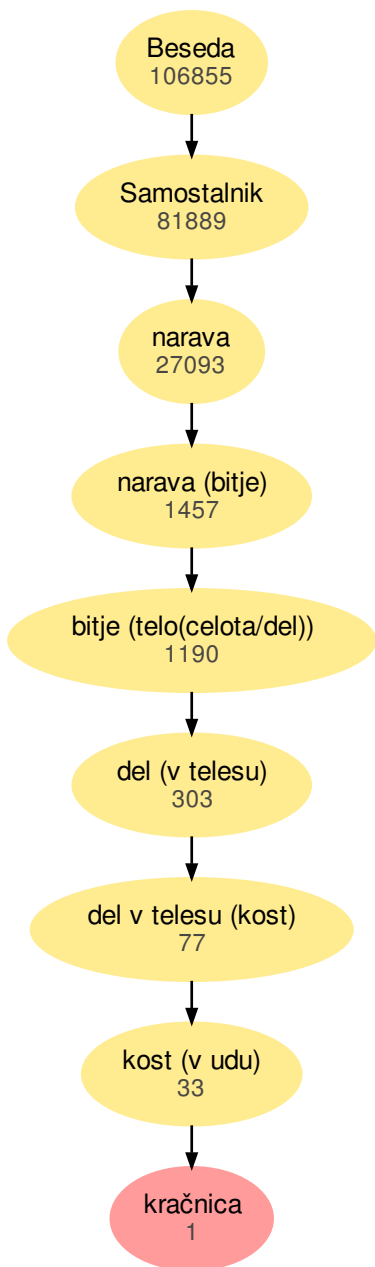 Beseda
106855
Samostalnik
81889
narava
27093
narava (bitje)
1457
bitje (telo(celota/del))
1190
del (v telesu)
303
del v telesu (kost)
77
kost (v udu)
33
kračnica
1